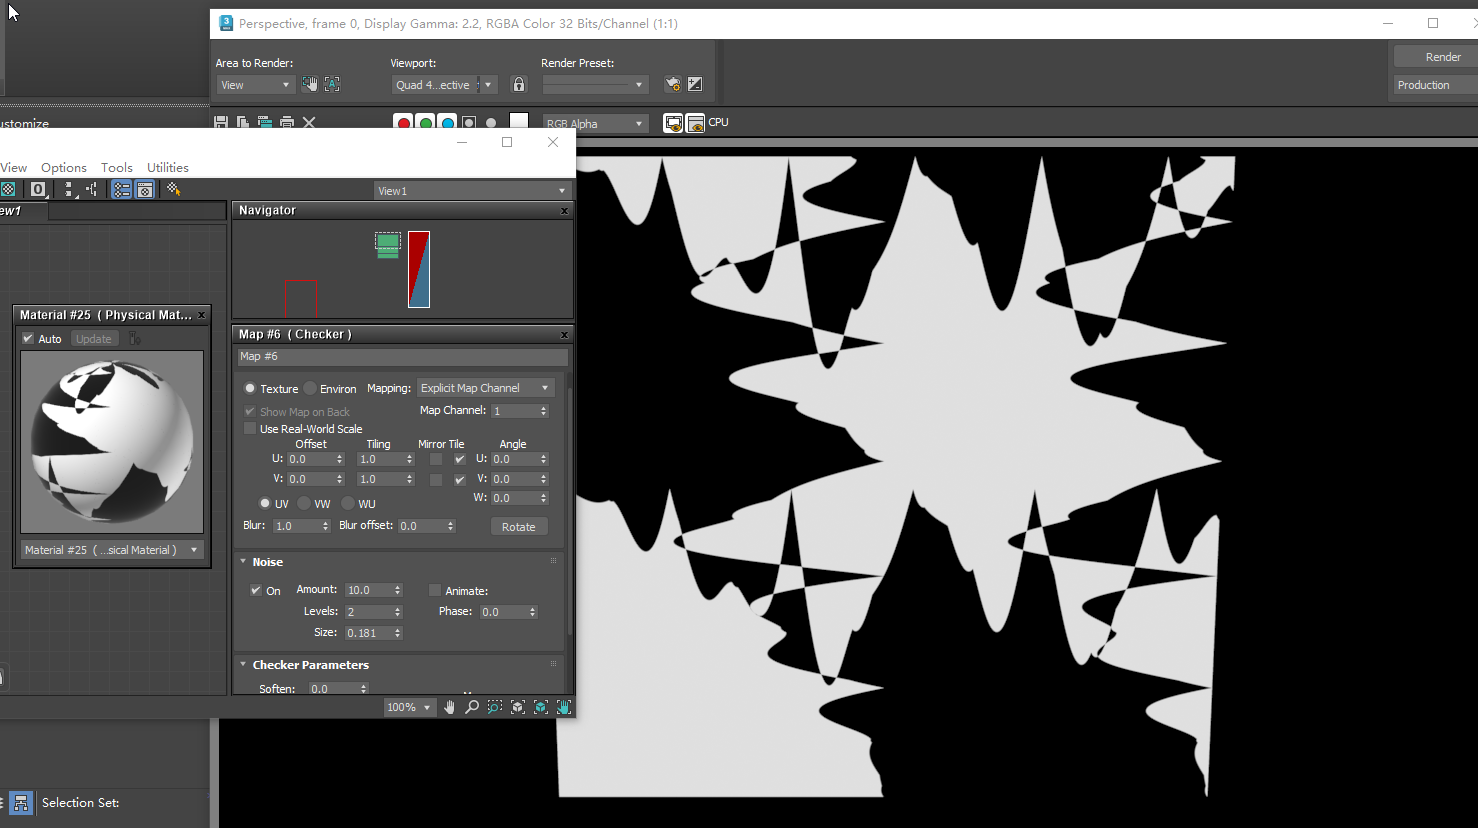 Perspective, frame 0, Display Gamma: 2.2, RGBA Color 32 Bits/Channel (1:1)
Area to Render:
Viewport:
Render Preset:
Render
View
Quad 4...ective
Production
ustomize
RGB Alpha
CPU
View Options Tools Utilities
0
View1
ew1
Navigator
Material #25 ( Physical Mat...
Auto
Update
Map #6 ( Checker )
Map #6
Texture
Environ
Mapping:
Explicit Map Channel
Show Map on Back
Map Channel: 1
Use Real-World Scale
Offset
Tiling
Mirror Tile
Angle
U: 0.0
1.0
U: 0.0
V: 0.0
1.0
V: 0.0
UV
VW
WU
W: 0.0
Blur: 1.0
Blur offset: 0.0
Rotate
Material #25 ( ...sical Material )
Noise
On
Amount: 10.0
Animate:
Levels: 2
Phase: 0.0
Size: 0.181
Checker Parameters
Soften: 0.0
100%
Selection Set: